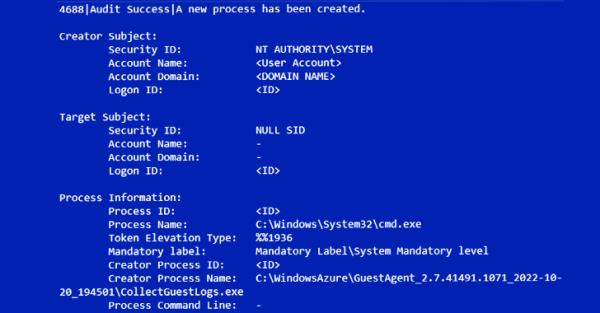 4688|Audit Success|A new process has been created.
Creator Subject:
Security ID: NT AUTHORITY\SYSTEM
Account Name: <User Account>
Account Domain: <DOMAIN NAME>
Logon ID: <ID>
Target Subject:
Security ID: NULL SID
Account Name: -
Account Domain: -
Logon ID: <ID>
Process Information:
Process ID: <ID>
Process Name: C:\Windows\System32\cmd.exe
Token Elevation Type: %%1936
Mandatory label: Mandatory Label\System Mandatory level
Creator Process ID: <ID>
Creator Process Name: C:\WindowsAzure\GuestAgent_2.7.41491.1071_2022-10-
20_194501\CollectGuestLogs.exe
Process Command Line: -